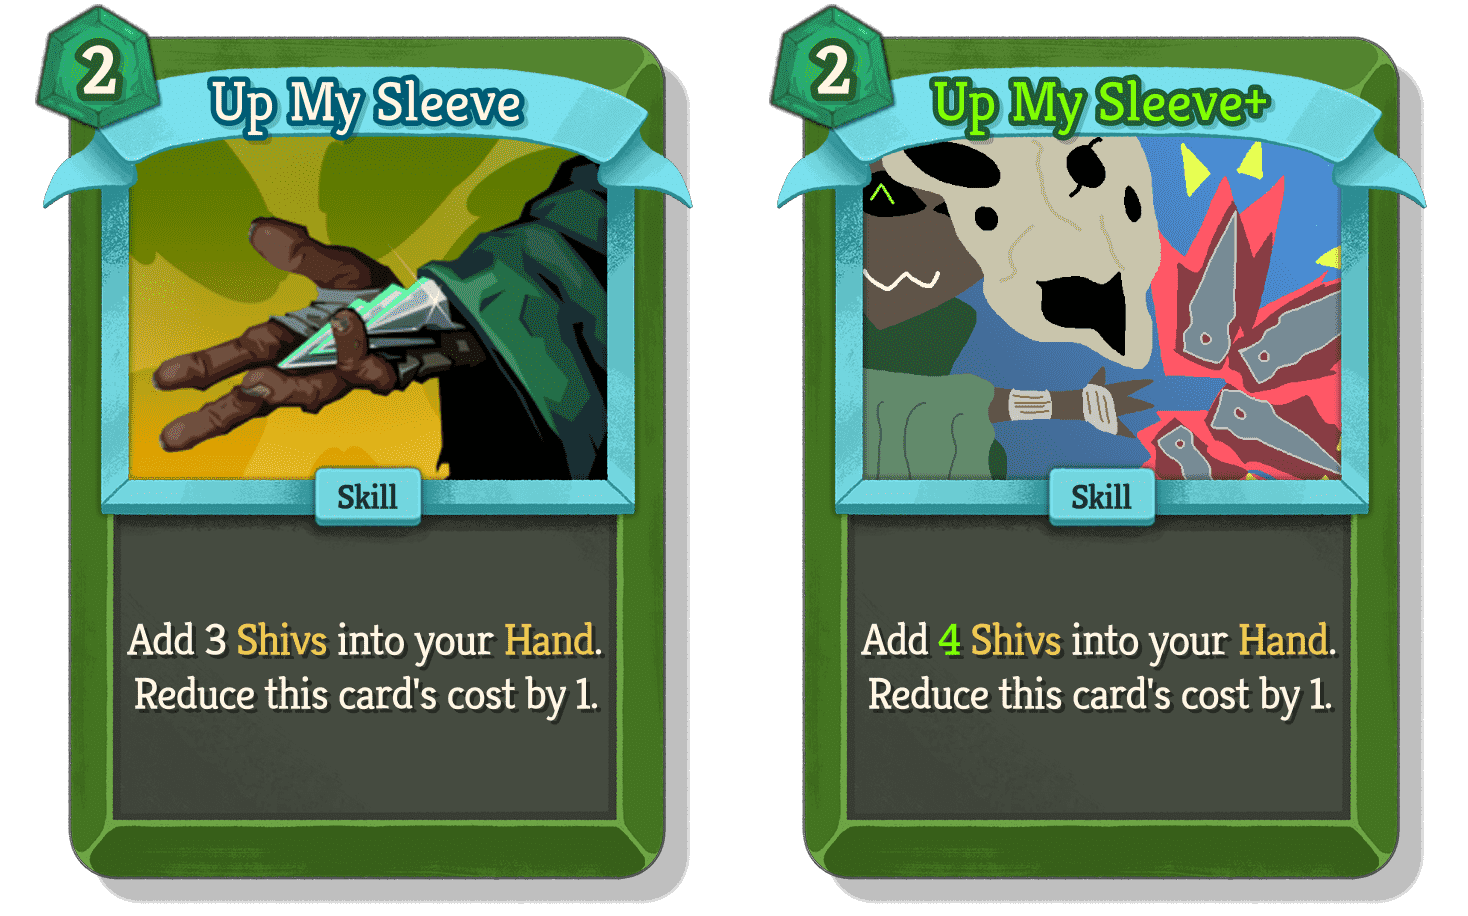 2
Up My Sleeve
Skill
Add 3 Shivs into your Hand.
Reduce this card's cost by 1.
2
Up My Sleeve+
Skill
Add 4 Shivs into your Hand.
Reduce this card's cost by 1.